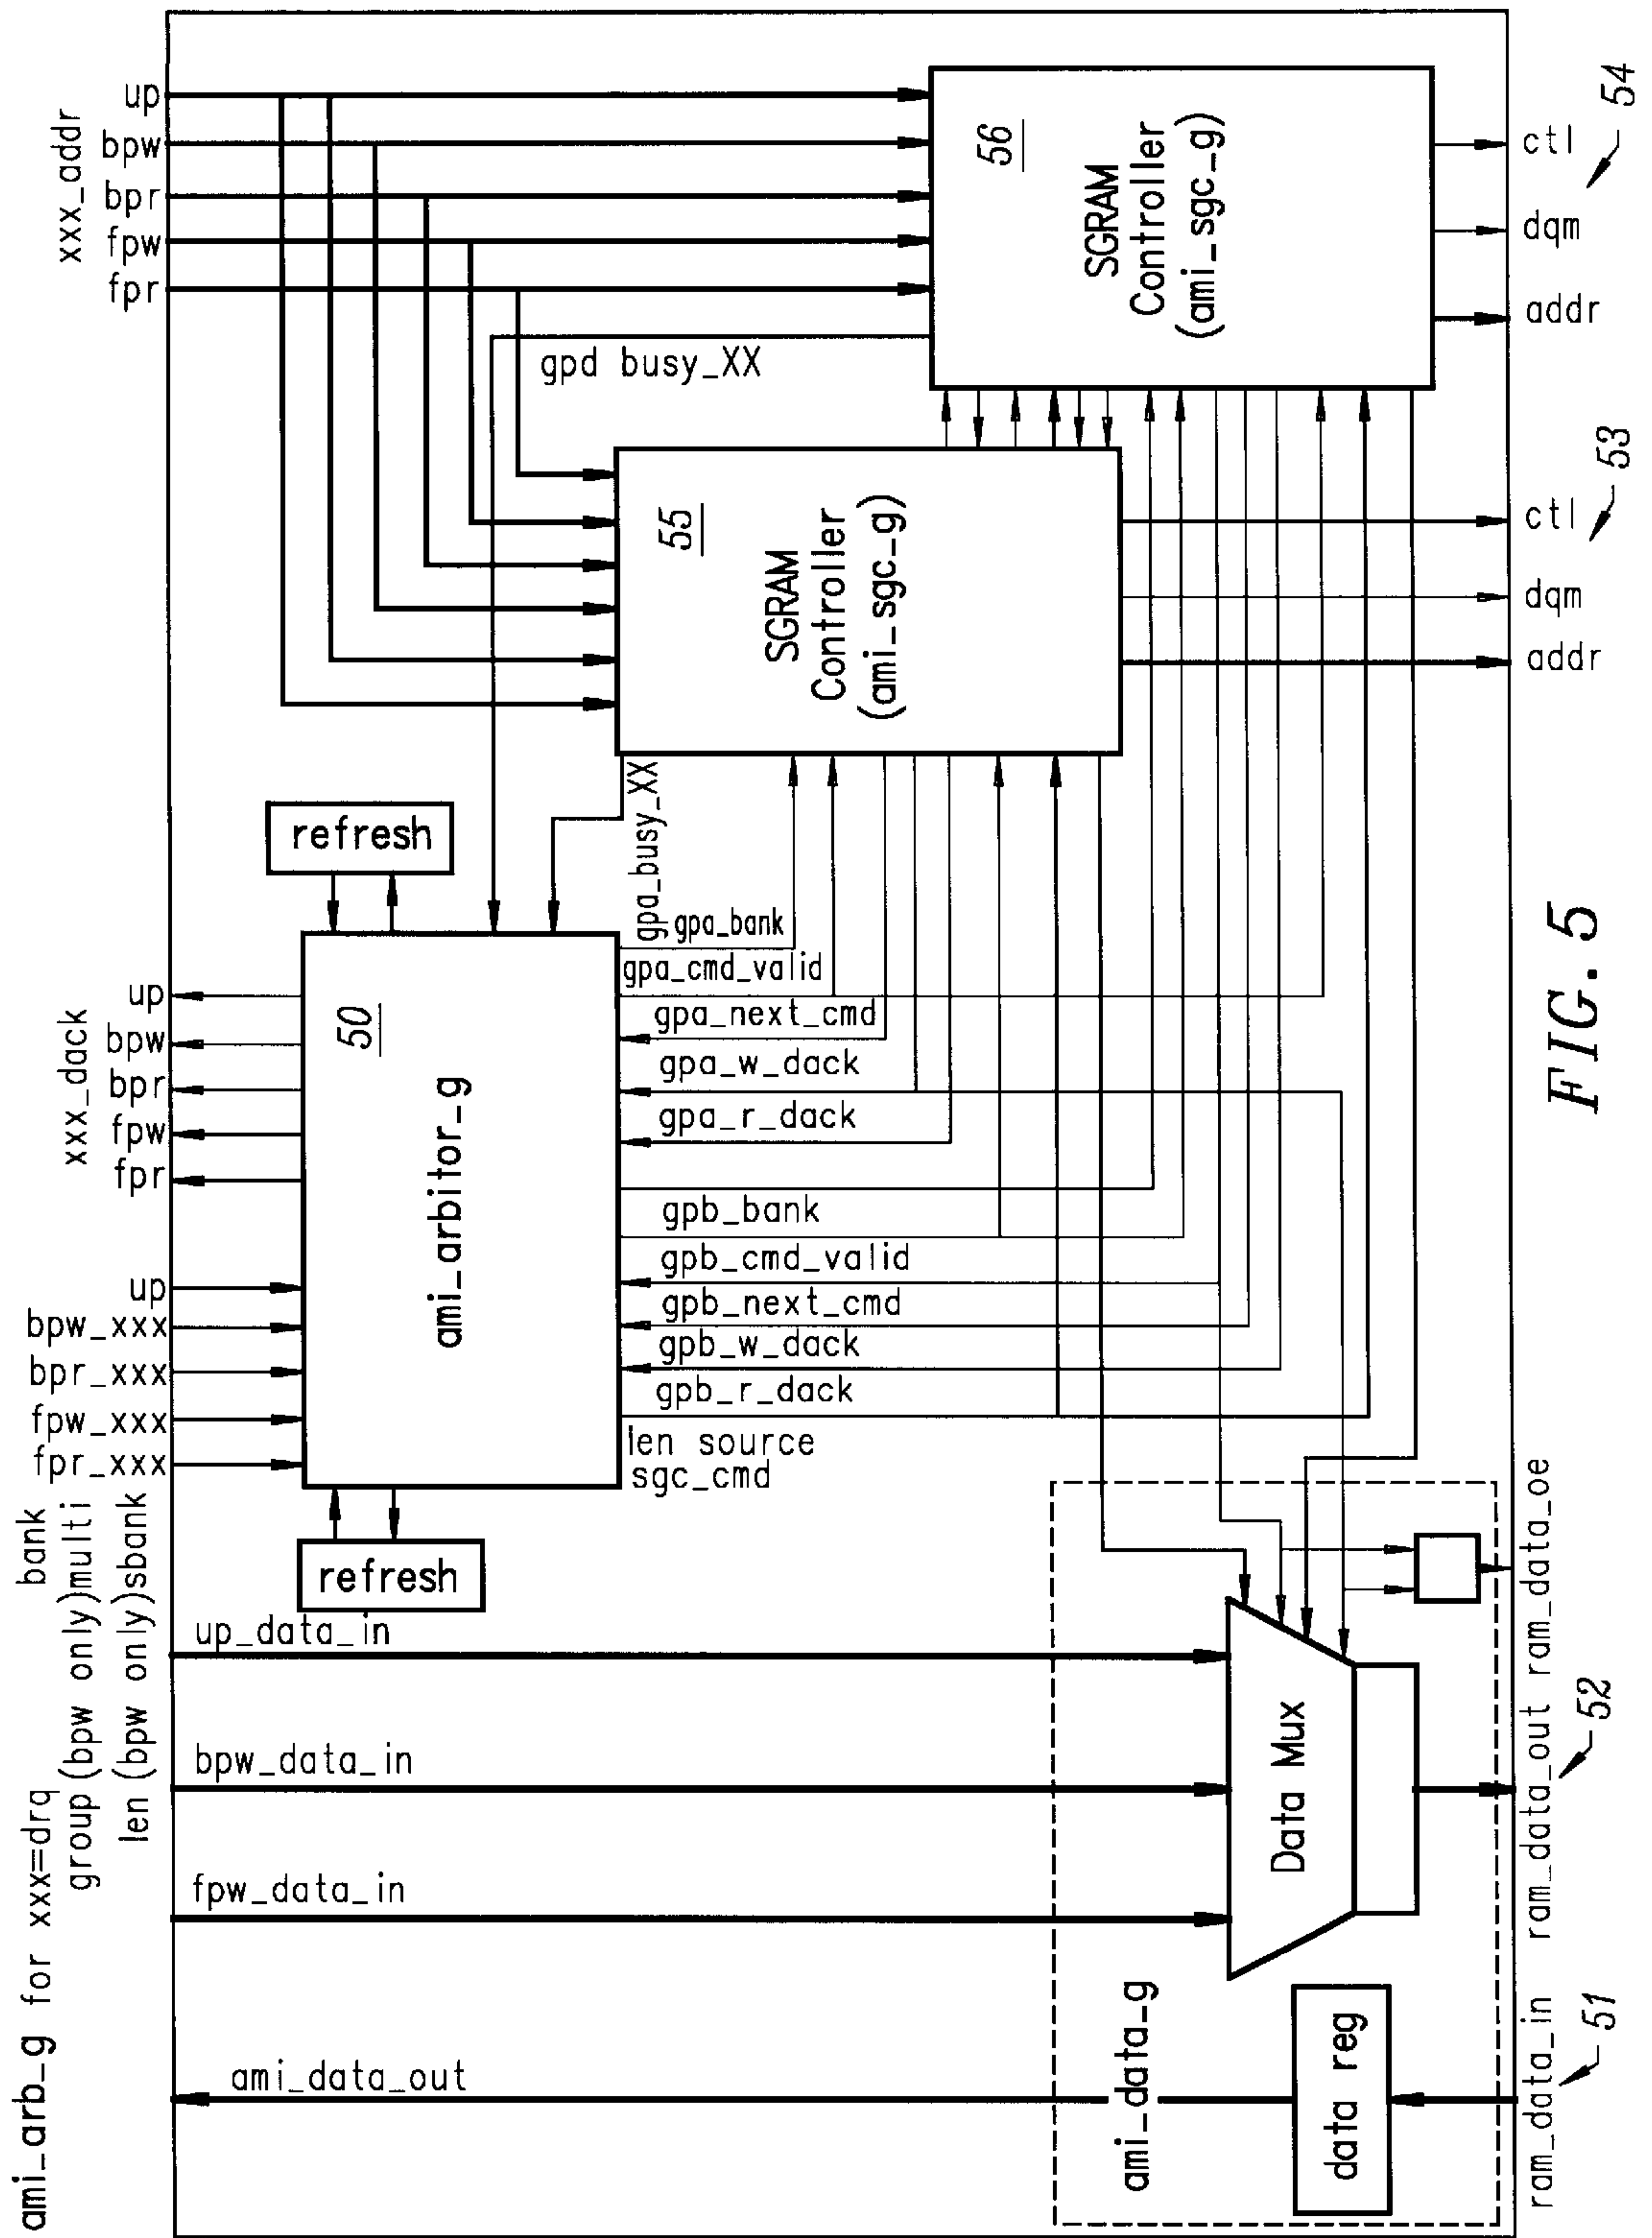 xxx_addr
up
bpw
bpr
fpw
fpr
56
SGRAM
Controller
(ami_sgc_g)
ctl
dqm
addr
54
gpd busy_XX
55
SGRAM
Controller
(ami_sgc_g)
ctl
dqm
addr
53
refresh
gpa_busy_XX
gpa_bank
gpa_cmd_valid
gpa_next_cmd
gpa_w_dack
gpa_r_dack
gpb_bank
gpb_cmd_valid
gpb_next_cmd
gpb_w_dack
gpb_r_dack
len source
sgc_cmd
xxx_dack
up
bpw
bpr
fpw
fpr
50
ami_arbitor_g
up
bpw_xxx
bpr_xxx
fpw_xxx
fpr_xxx
refresh
ami_arb_g for xxx=drq
bank
group (bpw only)multi
len (bpw only)sbank
up_data_in
bpw_data_in
fpw_data_in
ami_data_out
Data Mux
ami_data_g
data reg
ram_data_oe
ram_data_out
52
ram_data_in
51
FIG. 5